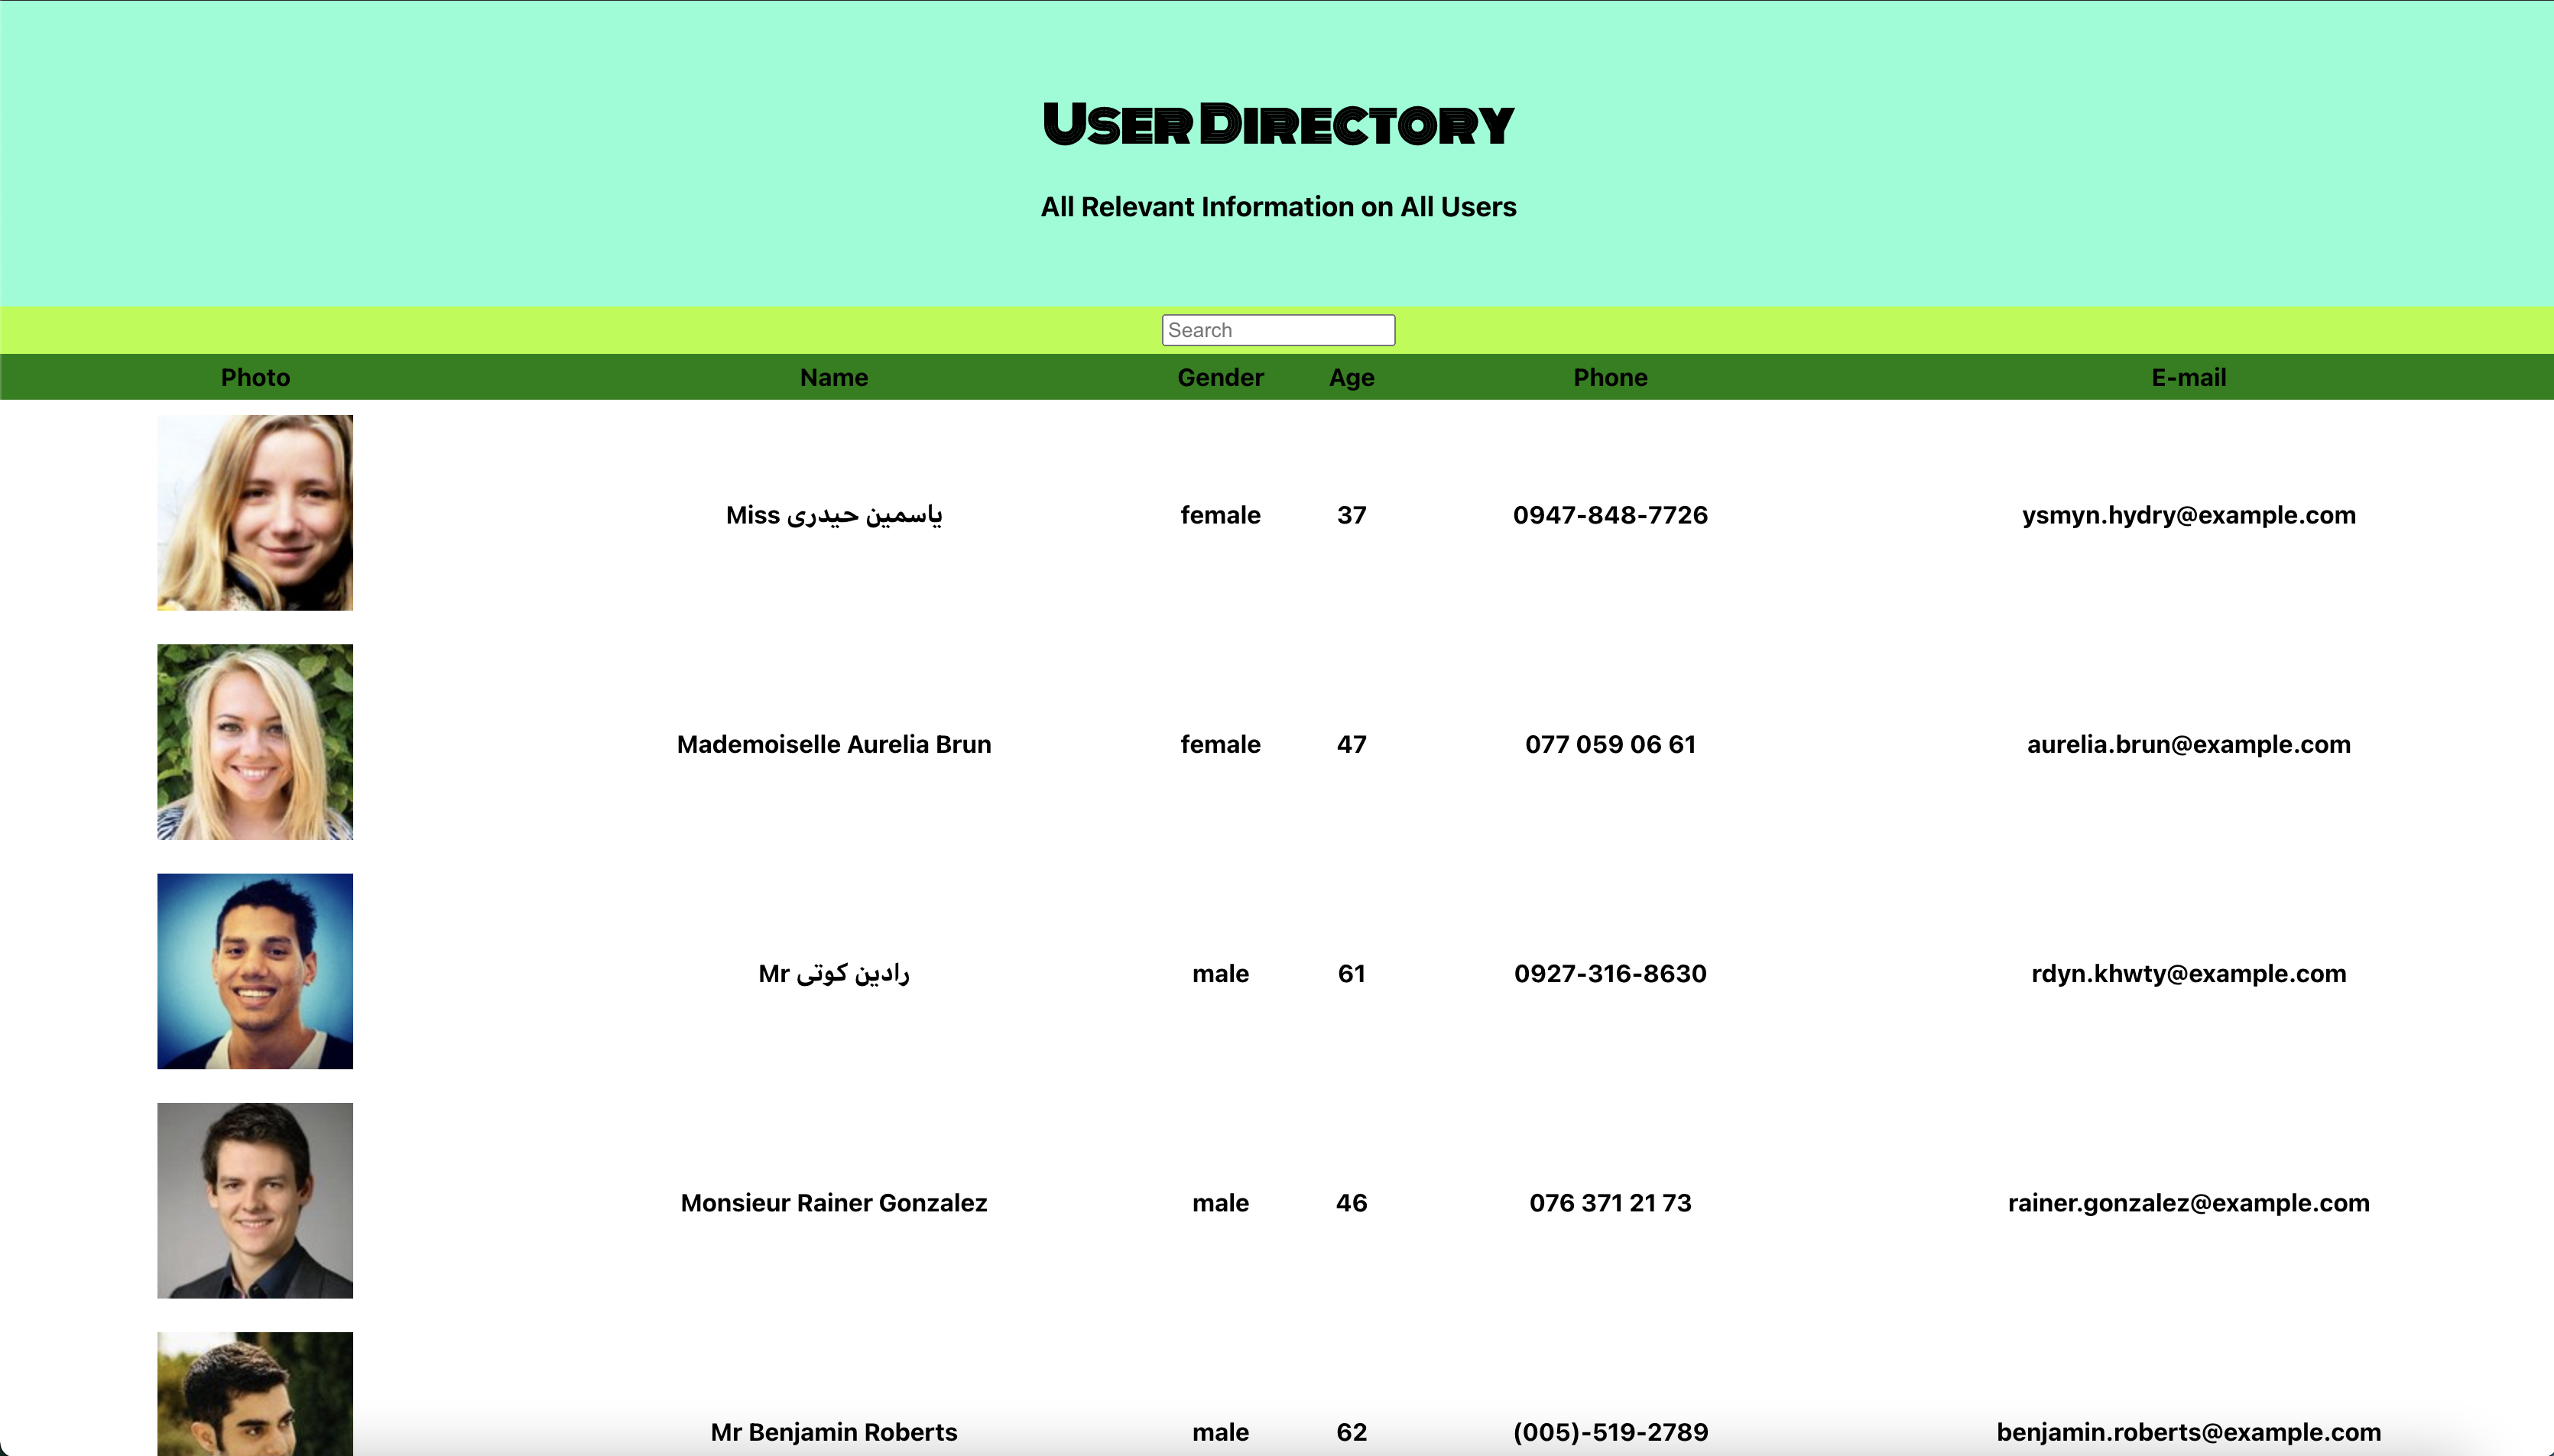 User Directory
All Relevant Information on All Users
Search
Photo Name Gender Age Phone E-mail
Miss یاسمین حیدری female 37 0947-848-7726 ysmyn.hydry@example.com
Mademoiselle Aurelia Brun female 47 077 059 06 61 aurelia.brun@example.com
Mr رادین کوتی male 61 0927-316-8630 rdyn.khwty@example.com
Monsieur Rainer Gonzalez male 46 076 371 21 73 rainer.gonzalez@example.com
Mr Benjamin Roberts male 62 (005)-519-2789 benjamin.roberts@example.com